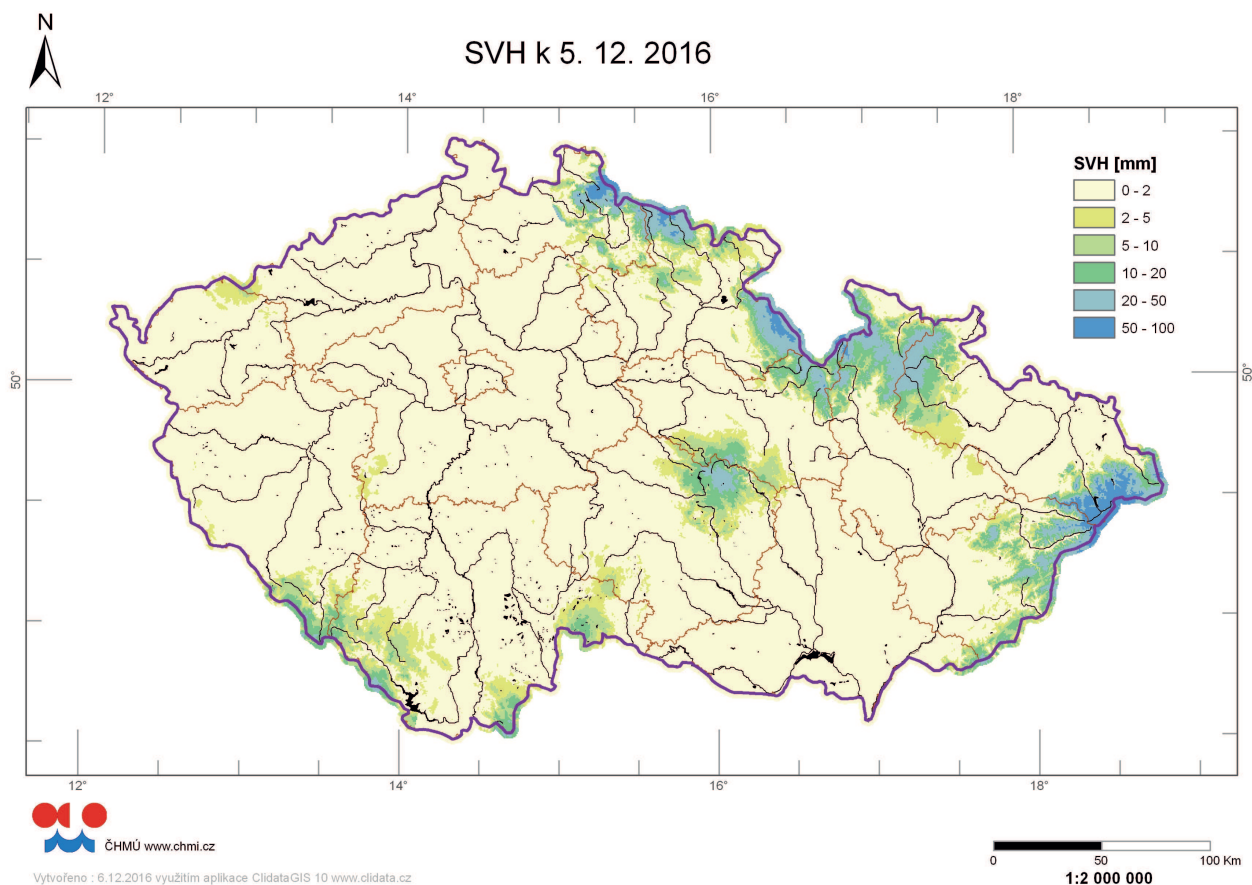 N
SVH k 5. 12. 2016
12° 14° 16° 18°
SVH [mm]
0 - 2
2 - 5
5 - 10
10 - 20
20 - 50
50 - 100
50° 50°
12° 14° 16° 18°
ČHMÚ www.chmi.cz
0 50 100 Km
1:2 000 000
Vytvořeno : 6.12.2016 využitím aplikace ClidataGIS 10 www.clidata.cz